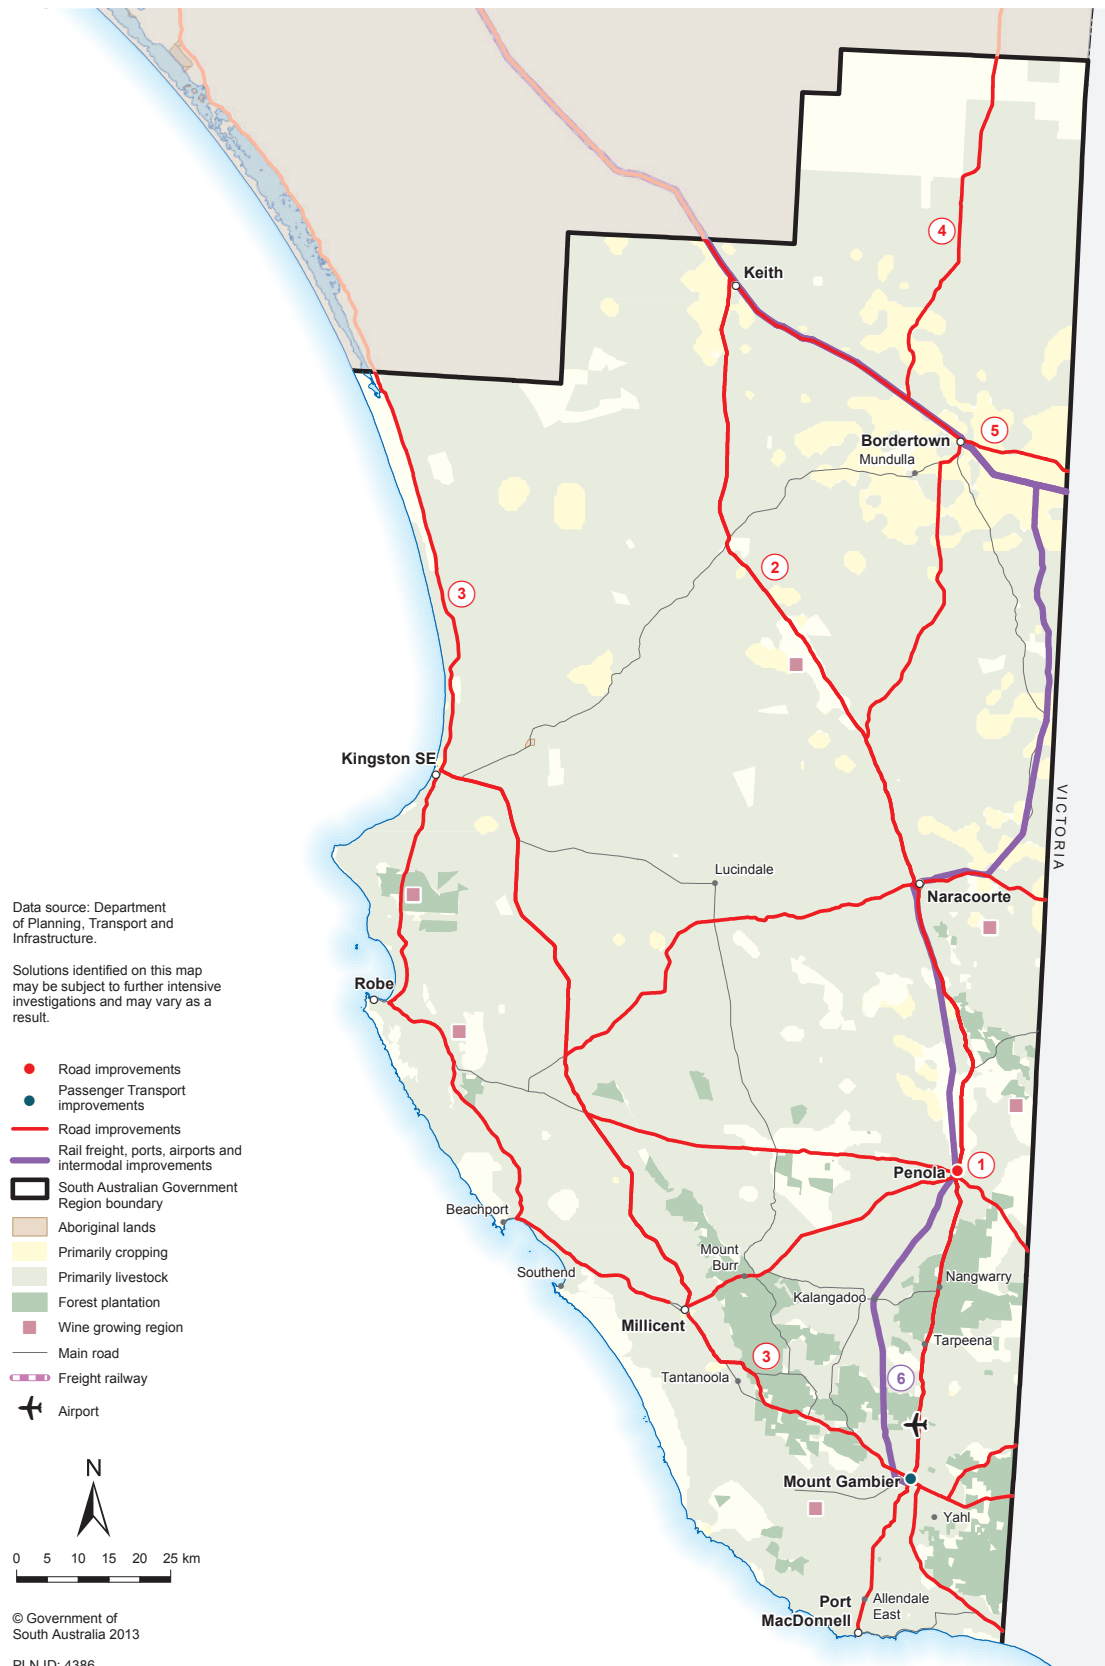 4
Keith
5
Bordertown
Mundulla
2
3
Kingston SE
VICTORIA
Lucindale
Naracoorte
Robe
1
Penola
Beachport
Mount
Burr
Southend
Nangwarry
Kalangadoo
Millicent
Tarpeena
3
Tantanoola
6
Mount Gambier
Yahl
Allendale
East
Port
MacDonnell
Data source: Department
of Planning, Transport and
Infrastructure.
Solutions identified on this map
may be subject to further intensive
investigations and may vary as a
result.
Road improvements
Passenger Transport
improvements
Road improvements
Rail freight, ports, airports and
intermodal improvements
South Australian Government
Region boundary
Aboriginal lands
Primarily cropping
Primarily livestock
Forest plantation
Wine growing region
Main road
Freight railway
Airport
N
0 5 10 15 20 25 km
© Government of
South Australia 2013
PLN ID: 4386